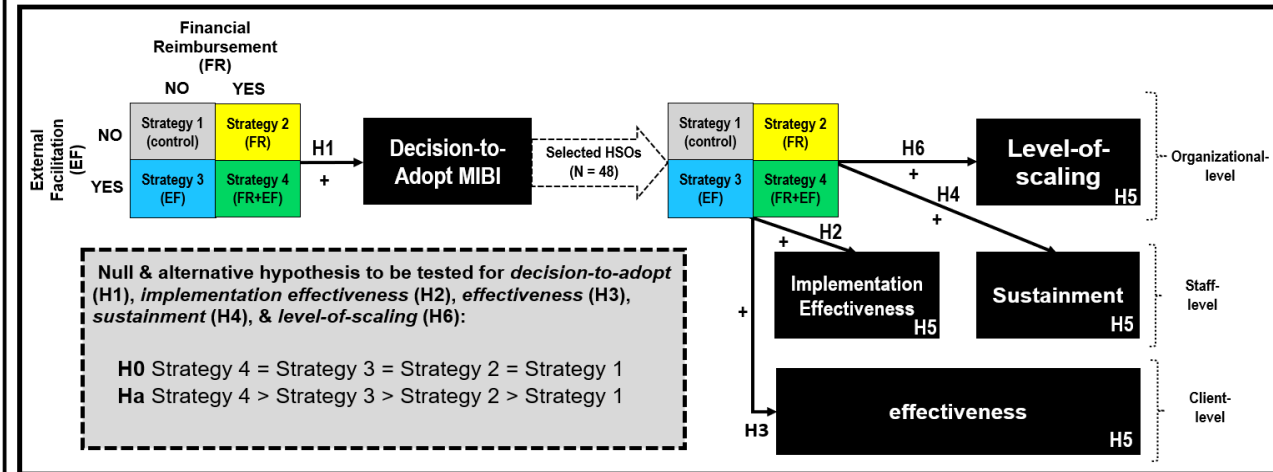 Financial
Reimbursement
(FR)
NO YES
External
Facilitation
(EF)
NO
YES
Strategy 1
(control)
Strategy 2
(FR)
Strategy 3
(EF)
Strategy 4
(FR+EF)
H1
+
Decision-to-
Adopt MIBI
Selected HSOs
(N = 48)
Strategy 1
(control)
Strategy 2
(FR)
Strategy 3
(EF)
Strategy 4
(FR+EF)
H6
+
H4
+
Level-of-
scaling
H5
Organizational-
level
H2
+
Implementation
Effectiveness
H5
Sustainment
H5
Staff-
level
+
H3
effectiveness
H5
Client-
level
Null & alternative hypothesis to be tested for decision-to-adopt
(H1), implementation effectiveness (H2), effectiveness (H3),
sustainment (H4), & level-of-scaling (H6):
H0 Strategy 4 = Strategy 3 = Strategy 2 = Strategy 1
Ha Strategy 4 > Strategy 3 > Strategy 2 > Strategy 1